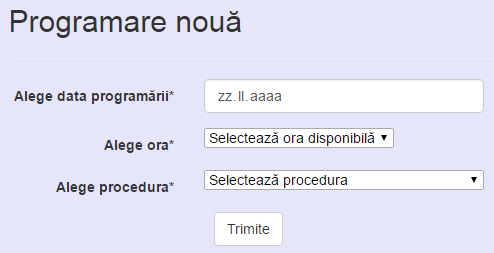 Programare nouă
Alege data programării* zz.ll.aaaa
Alege ora* Selectează ora disponibilă
Alege procedura* Selectează procedura
Trimite